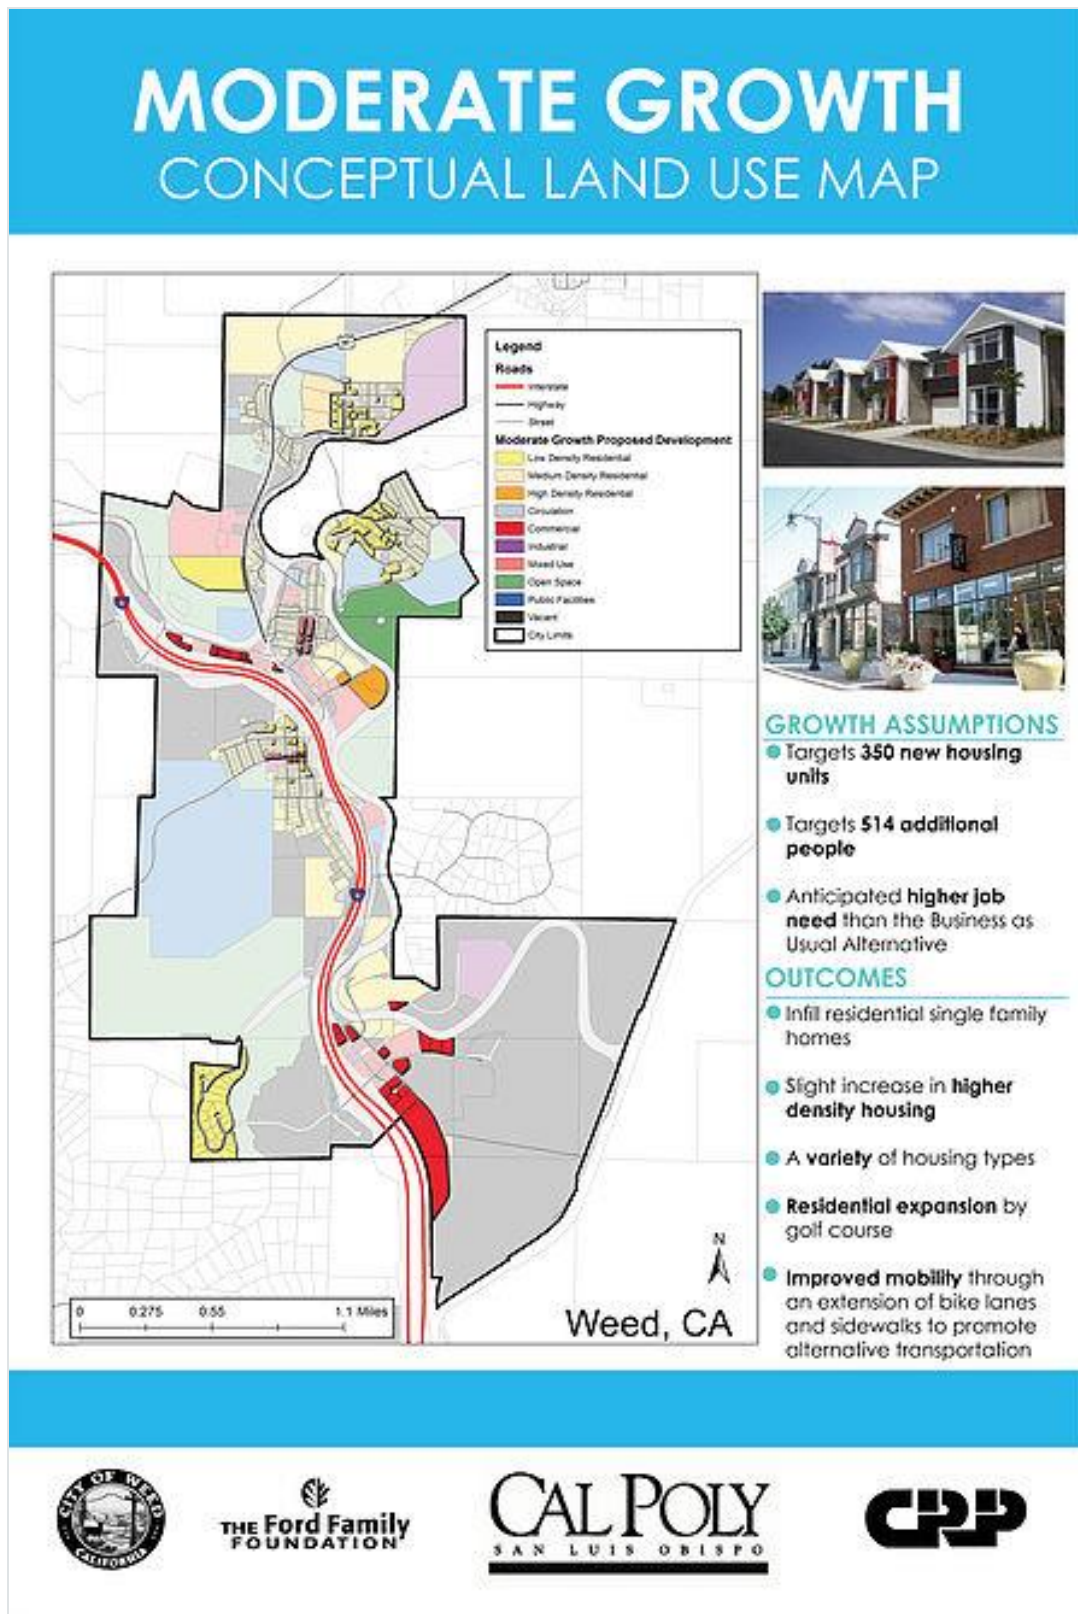 MODERATE GROWTH
CONCEPTUAL LAND USE MAP
Legend
Roads
Interstate
Highway
Street
Moderate Growth Proposed Development
Low Density Residential
Medium Density Residential
High Density Residential
Circulation
Commercial
Industrial
Mixed Use
Open Space
Public Facilities
Vacant
City Limits
N
0 0.275 0.55 1.1 Miles
Weed, CA
GROWTH ASSUMPTIONS
Targets 350 new housing
units
Targets 514 additional
people
Anticipated higher job
need than the Business as
Usual Alternative
OUTCOMES
Infill residential single family
homes
Slight increase in higher
density housing
A variety of housing types
Residential expansion by
golf course
Improved mobility through
an extension of bike lanes
and sidewalks to promote
alternative transportation
CITY OF WEED
CALIFORNIA
THE Ford Family
FOUNDATION
CAL POLY
SAN LUIS OBISPO
CRP